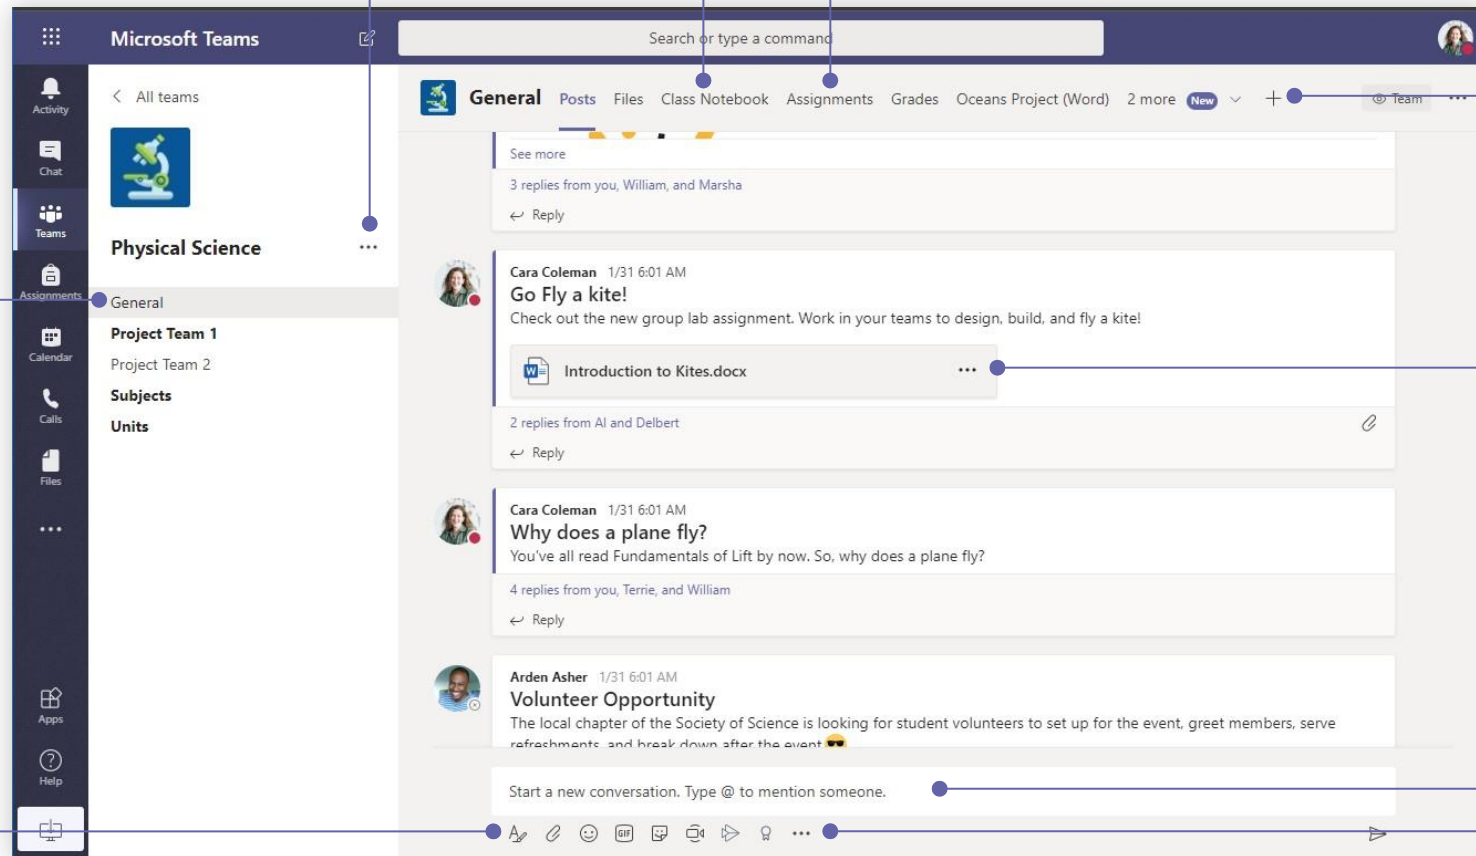 Microsoft Teams
Search or type a command
Activity
Chat
Teams
Assignments
Calendar
Calls
Files
Apps
Help
All teams
Physical Science
General
Project Team 1
Project Team 2
Subjects
Units
General Posts Files Class Notebook Assignments Grades Oceans Project (Word) 2 more New Team
See more
3 replies from you, William, and Marsha
Reply
Cara Coleman 1/31 6:01 AM
Go Fly a kite!
Check out the new group lab assignment. Work in your teams to design, build, and fly a kite!
Introduction to Kites.docx
2 replies from Al and Delbert
Reply
Cara Coleman 1/31 6:01 AM
Why does a plane fly?
You've all read Fundamentals of Lift by now. So, why does a plane fly?
4 replies from you, Terrie, and William
Reply
Arden Asher 1/31 6:01 AM
Volunteer Opportunity
The local chapter of the Society of Science is looking for student volunteers to set up for the event, greet members, serve
refreshments, and break down after the event
Start a new conversation. Type @ to mention someone.
GIF